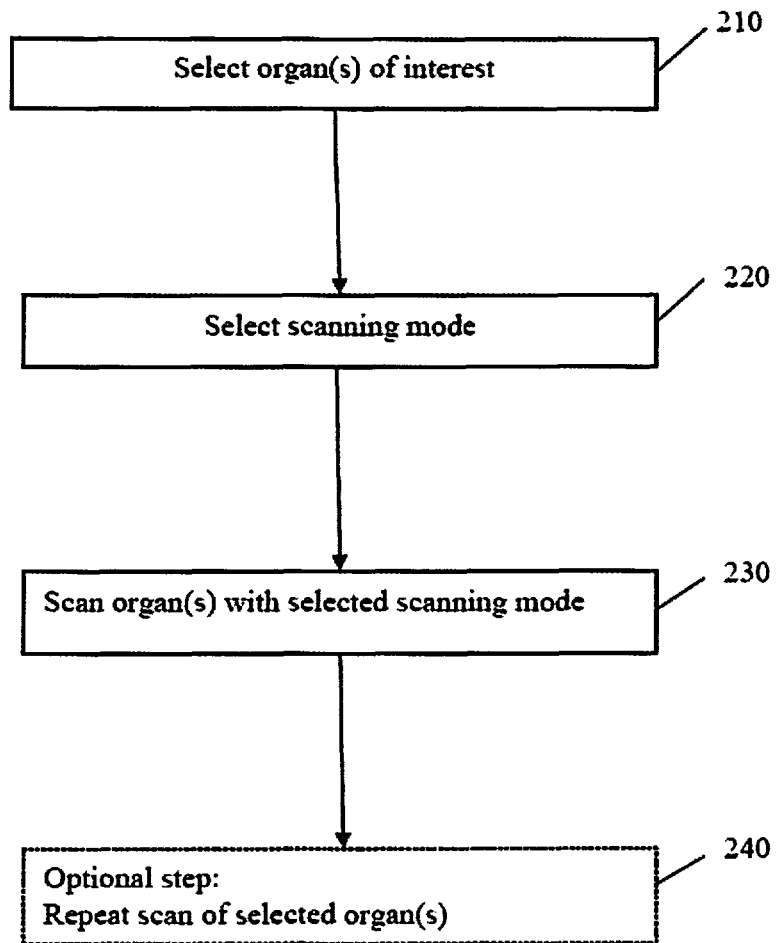 210
Select organ(s) of interest
220
Select scanning mode
230
Scan organ(s) with selected scanning mode
240
Optional step:
Repeat scan of selected organ(s)